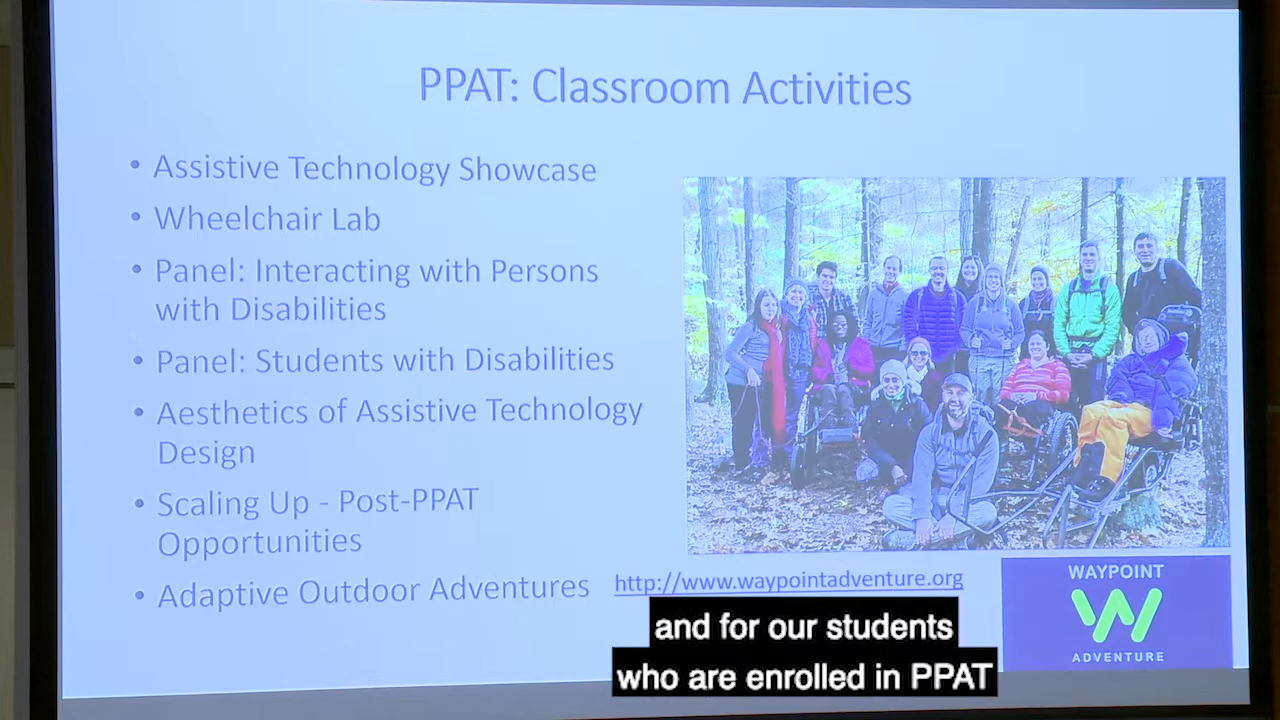 PPAT: Classroom Activities
• Assistive Technology Showcase
• Wheelchair Lab
• Panel: Interacting with Persons
with Disabilities
• Panel: Students with Disabilities
• Aesthetics of Assistive Technology
Design
• Scaling Up - Post-PPAT
Opportunities
• Adaptive Outdoor Adventures
http://www.waypointadventure.org
WAYPOINT
W
ADVENTURE
and for our students
who are enrolled in PPAT